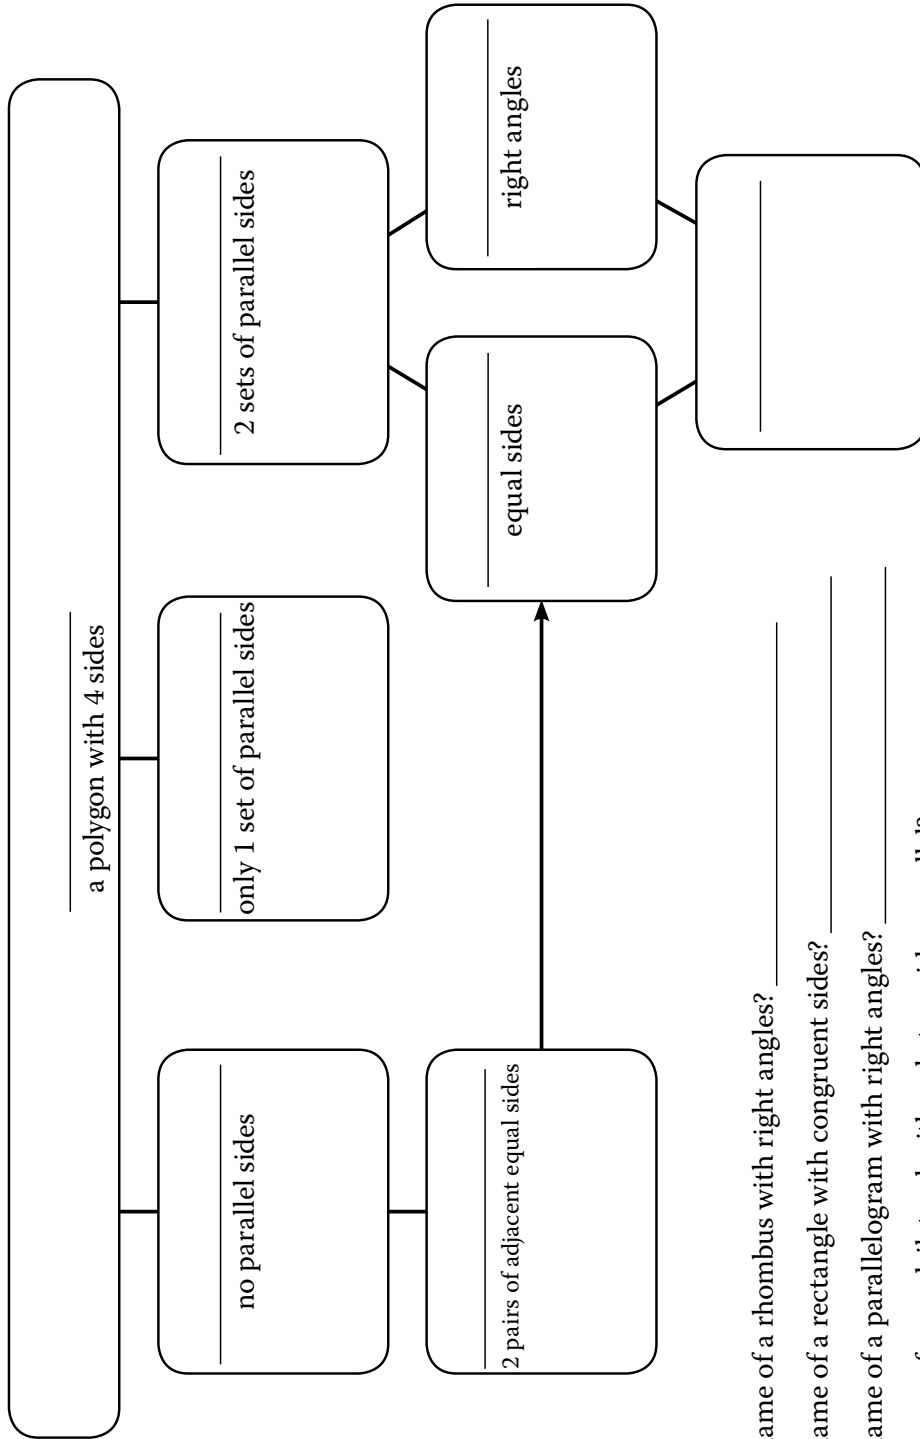 a polygon with 4 sides
no parallel sides
only 1 set of parallel sides
2 sets of parallel sides
2 pairs of adjacent equal sides
equal sides
right angles
ame of a rhombus with right angles?
ame of a rectangle with congruent sides?
ame of a parallelogram with right angles?